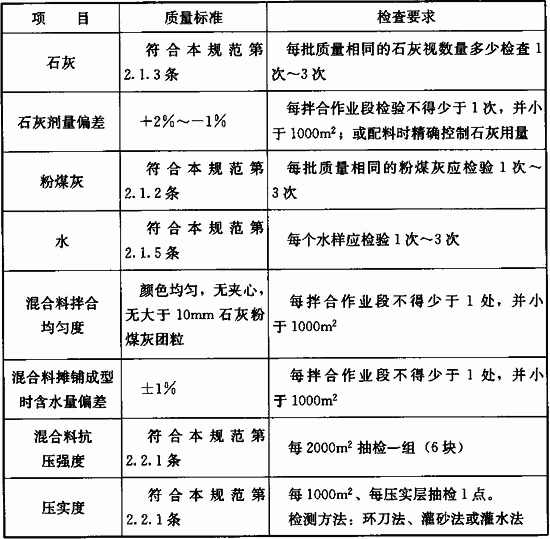 项 目 质量标准 检查要求
石灰
符合本规范第
2.1.3条
每批质量相同的石灰视数量多少检查1
次～3次
石灰剂量偏差
+2%～-1%
每拌合作业段检验不得少于1次，并小
于1000m²；或配料时精确控制石灰用量
粉煤灰
符合本规范第
2.1.2条
每批质量相同的粉煤灰应检验1次～
3次
水
符合本规范第
2.1.5条
每个水样应检验1次～3次
混合料拌合
均匀度
颜色均匀，无夹心，
无大于10mm石灰粉
煤灰团粒
每拌合作业段不得少于1处，并小
于1000m²
混合料摊铺成型
时含水量偏差
±1%
每拌合作业段不得少于1处，并小
于1000m²
混合料抗
压强度
符合本规范第
2.2.1条
每2000m²抽检一组（6块）
压实度
符合本规范第
2.2.1条
每1000m²、每压实层抽检1点。
检测方法：环刀法、灌砂法或灌水法